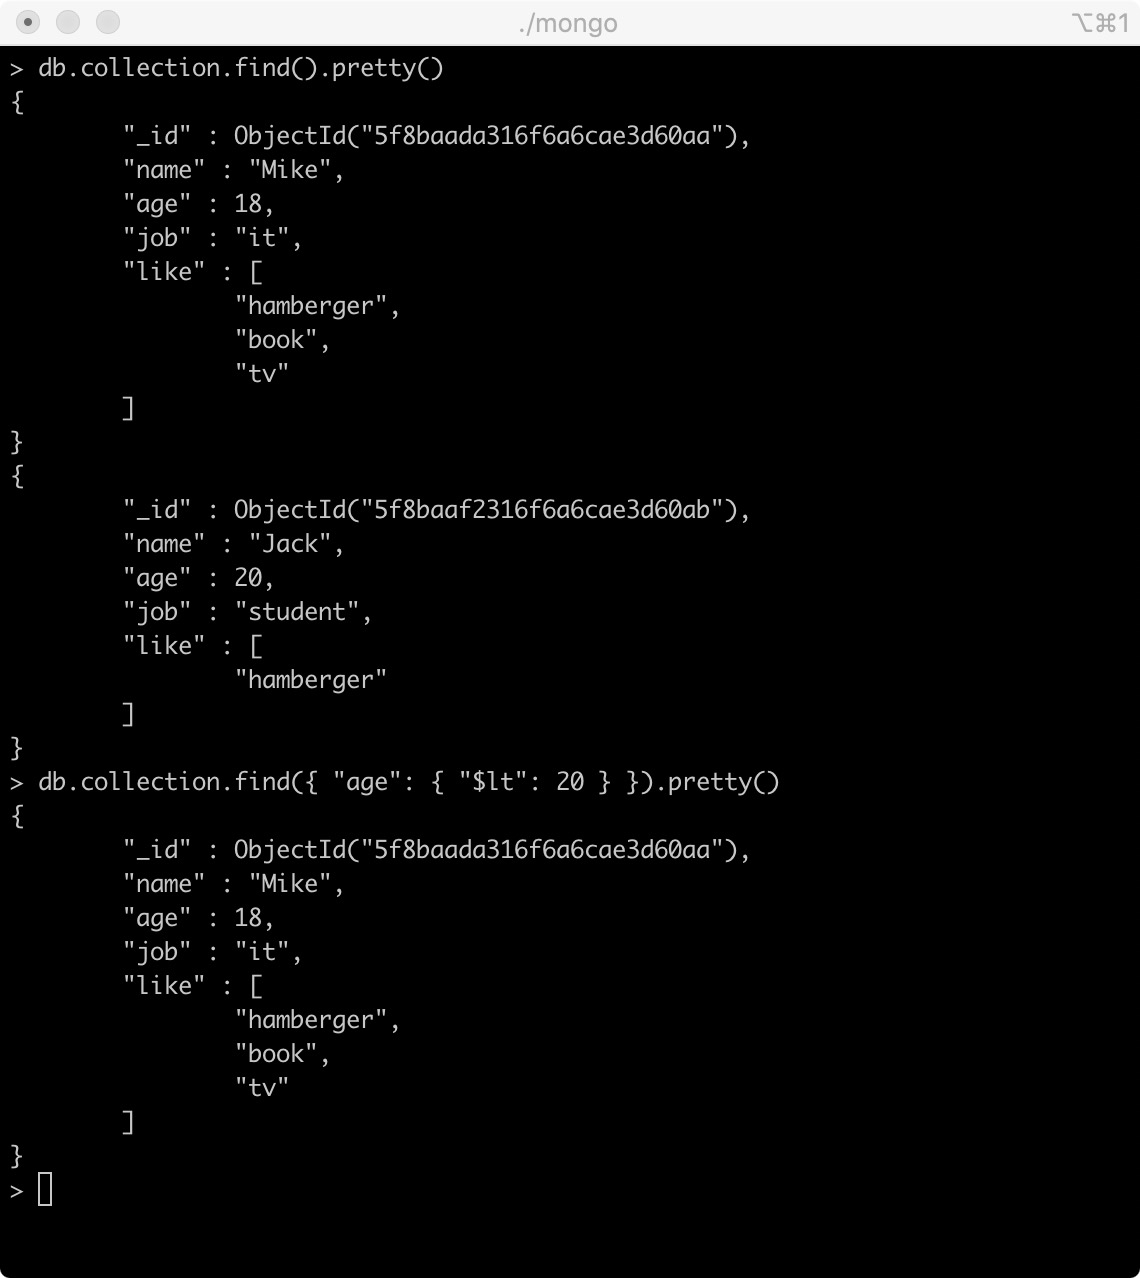 ./mongo
⌥⌘1
> db.collection.find().pretty()
{
        "_id" : ObjectId("5f8baada316f6a6cae3d60aa"),
        "name" : "Mike",
        "age" : 18,
        "job" : "it",
        "like" : [
                "hamberger",
                "book",
                "tv"
        ]
}
{
        "_id" : ObjectId("5f8baaf2316f6a6cae3d60ab"),
        "name" : "Jack",
        "age" : 20,
        "job" : "student",
        "like" : [
                "hamberger"
        ]
}
> db.collection.find({ "age": { "$lt": 20 } }).pretty()
{
        "_id" : ObjectId("5f8baada316f6a6cae3d60aa"),
        "name" : "Mike",
        "age" : 18,
        "job" : "it",
        "like" : [
                "hamberger",
                "book",
                "tv"
        ]
}
>